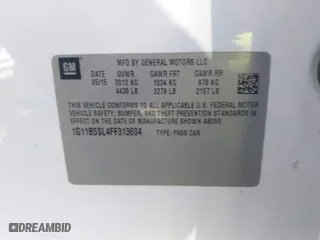 GM
MFD BY GENERAL MOTORS LLC
DATE GVWR GAWR FRT GAWR RR
05/15 2012 KG 1034 KG 978 KG
4436 LB 2279 LB 2157 LB
THIS VEHICLE CONFORMS TO ALL APPLICABLE U.S. FEDERAL MOTOR
VEHICLE SAFETY, BUMPER, AND THEFT PREVENTION STANDARDS
IN EFFECT ON THE DATE OF MANUFACTURE SHOWN ABOVE.
1G11B5SL4FF313504 TYPE: PASS CAR
© AutoBidMaster